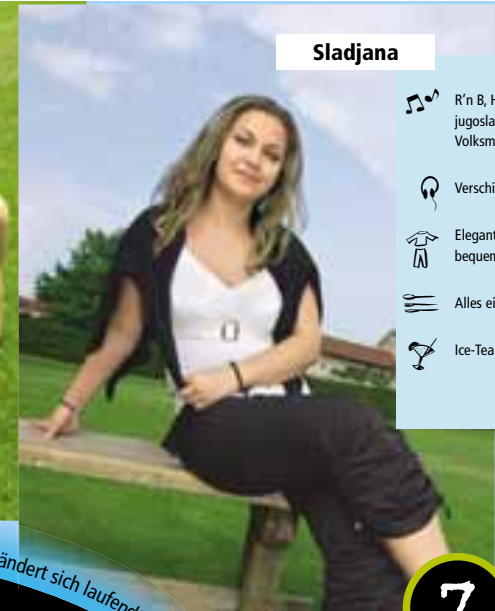 Sladjana
R'n B, H
jugosla
Volksm
Verschi
Elegant
bequem
Alles ei
Ice-Tea
ändert sich laufend
7